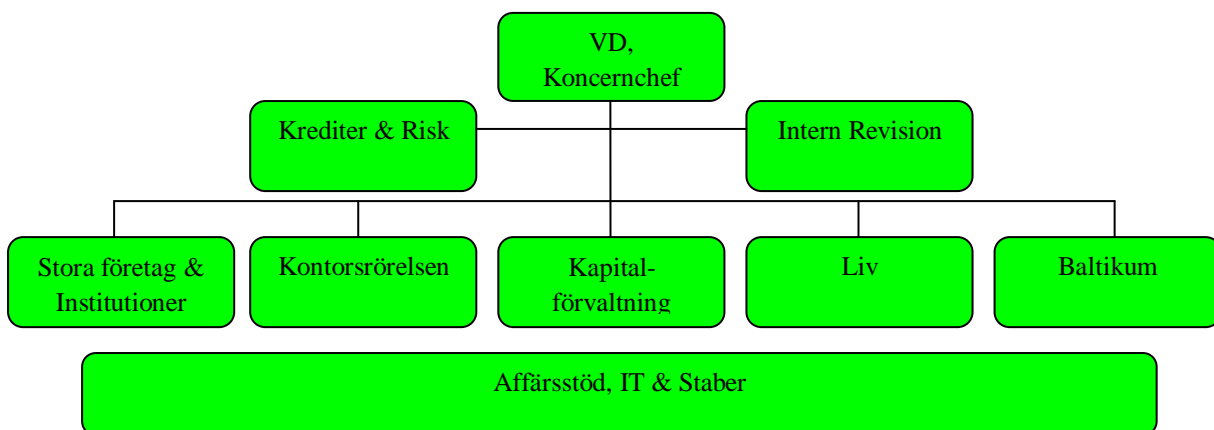 VD,
Koncernchef
Krediter & Risk
Intern Revision
Stora företag &
Institutioner
Kontorsrörelsen
Kapital-
förvaltning
Liv
Baltikum
Affärsstöd, IT & Staber